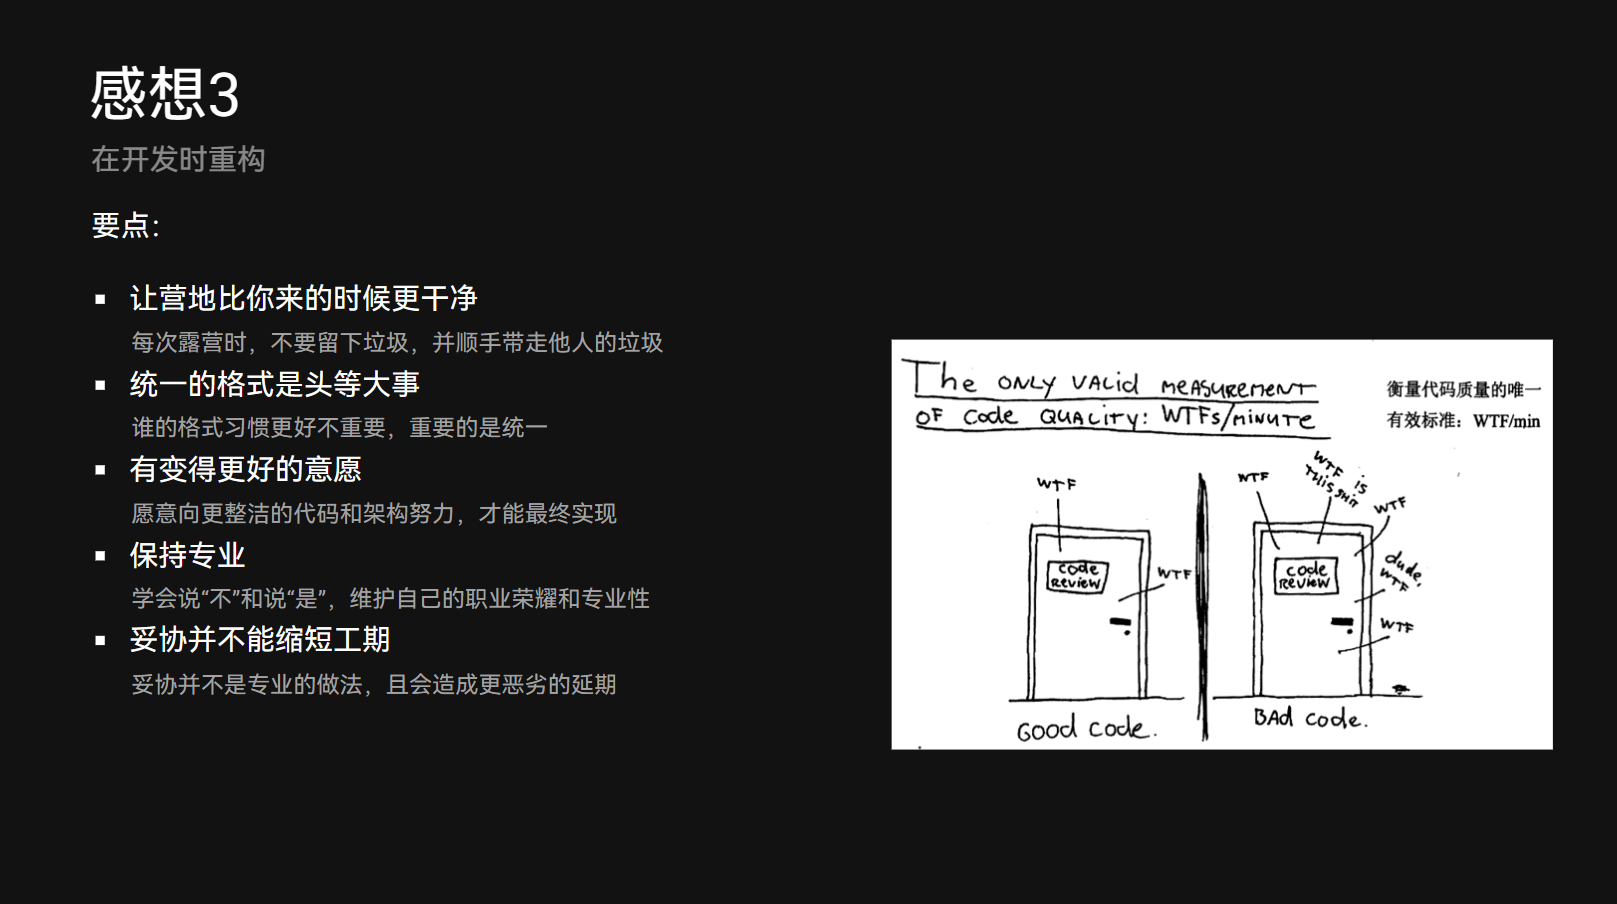 感想3
在开发时重构
要点：
▪ 让营地比你来的时候更干净
每次露营时，不要留下垃圾，并顺手带走他人的垃圾
▪ 统一的格式是头等大事
谁的格式习惯更好不重要，重要的是统一
▪ 有变得更好的意愿
愿意向更整洁的代码和架构努力，才能最终实现
▪ 保持专业
学会说“不”和说“是”，维护自己的职业荣耀和专业性
▪ 妥协并不能缩短工期
妥协并不是专业的做法，且会造成更恶劣的延期
The ONLY VALID MEASUREMENT
OF Code QUALITY: WTFs/MINUTE
衡量代码质量的唯一
有效标准：WTF/min
WTF
code
REVIEW
WTF
GOOD code.
WTF
WTF IS
THIS SHIT
WTF
code
REVIEW
dude,
WTF
WTF
BAD code.